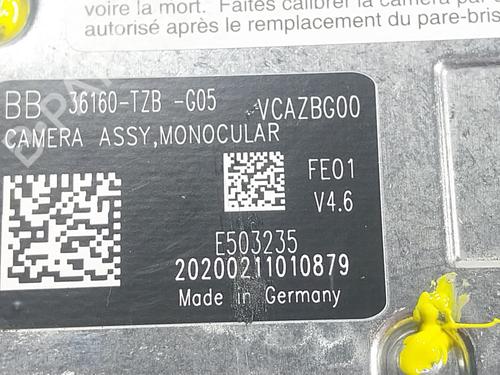 voire la mort. Faites calibrer la caméra par
autorisé après le remplacement du pare-bris
BB 36160-TZB -G05 VCAZBG00
CAMERA ASSY,MONOCULAR
FE01
V4.6
E503235
20200211010879
Made in Germany